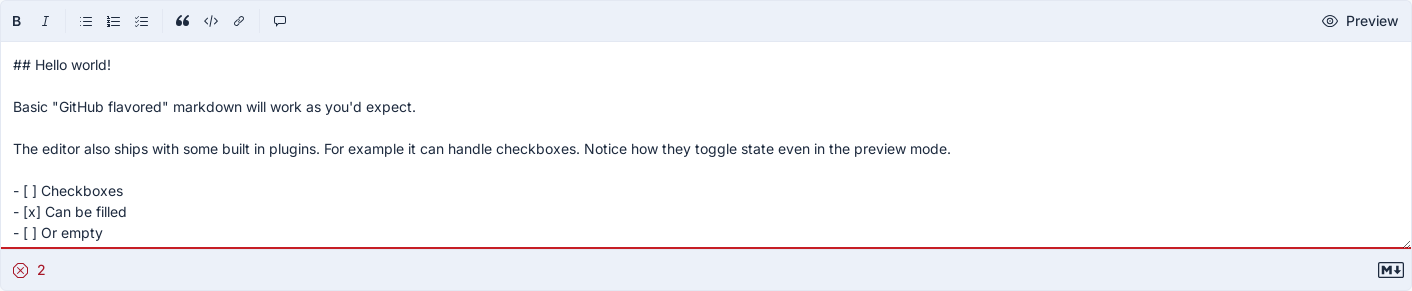 B I Preview
## Hello world!
Basic "GitHub flavored" markdown will work as you'd expect.
The editor also ships with some built in plugins. For example it can handle checkboxes. Notice how they toggle state even in the preview mode.
- [ ] Checkboxes
- [x] Can be filled
- [ ] Or empty
2 M